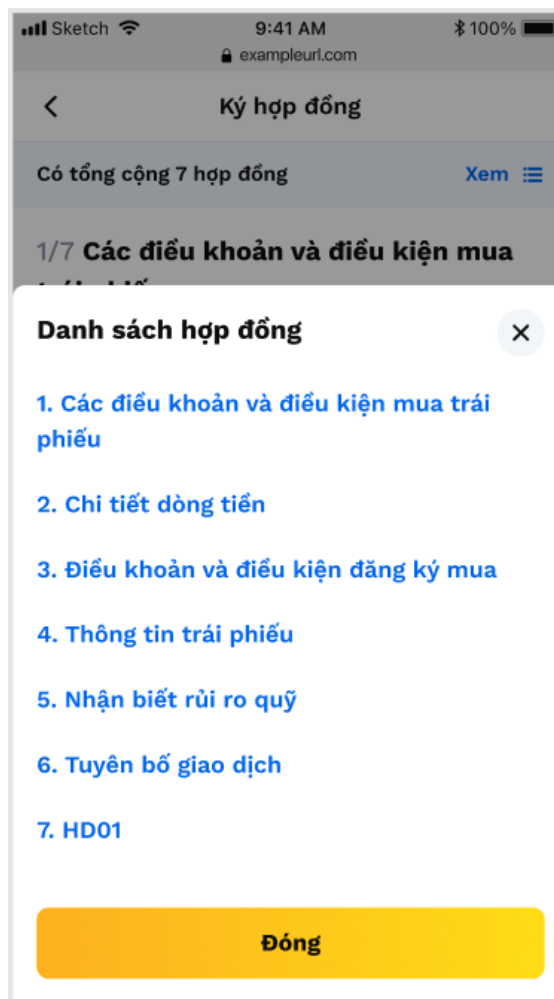 Sketch 9:41 AM 100%
exampleurl.com
Ký hợp đồng
Có tổng cộng 7 hợp đồng Xem
1/7 Các điều khoản và điều kiện mua
Danh sách hợp đồng
1. Các điều khoản và điều kiện mua trái
phiếu
2. Chi tiết dòng tiền
3. Điều khoản và điều kiện đăng ký mua
4. Thông tin trái phiếu
5. Nhận biết rủi ro quỹ
6. Tuyên bố giao dịch
7. HD01
Đóng